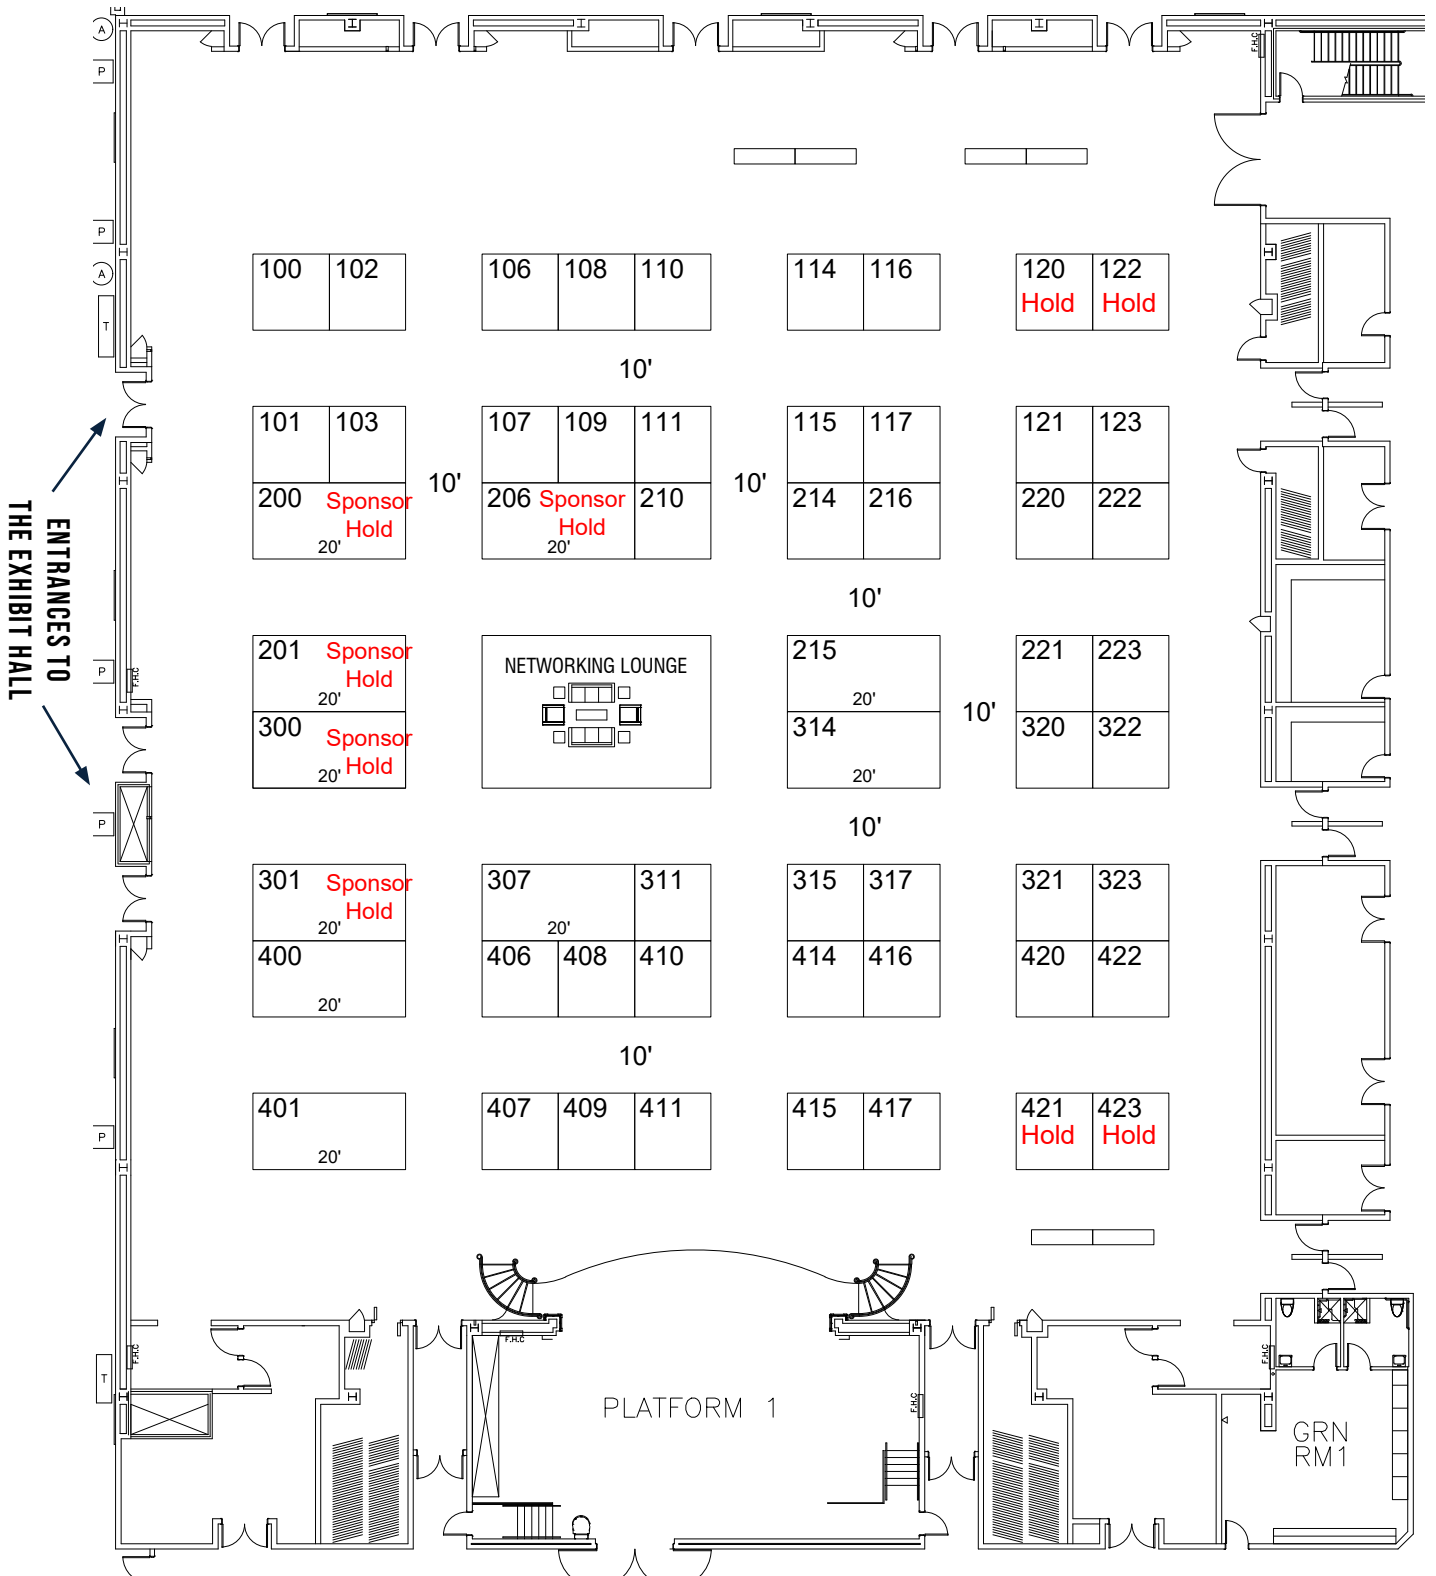 A
P
F.H.C
P
A
T
100 102 106 108 110 114 116 120 122
Hold Hold
10'
101 103 107 109 111 115 117 121 123
10' 10'
200 Sponsor 206 Sponsor 210 214 216 220 222
Hold Hold
20' 20'
10'
ENTRANCES TO
THE EXHIBIT HALL
201 Sponsor NETWORKING LOUNGE 215 221 223
Hold
20' 20'
P
F.H.C
10'
300 Sponsor 314 320 322
Hold
20' 20'
P
10'
301 Sponsor 307 311 315 317 321 323
Hold
20' 20'
400 406 408 410 414 416 420 422
20'
10'
401 407 409 411 415 417 421 423
Hold Hold
20'
P
F.H.C
F.H.C
F.H.C
T
F.H.C
PLATFORM 1
GRN
RM1